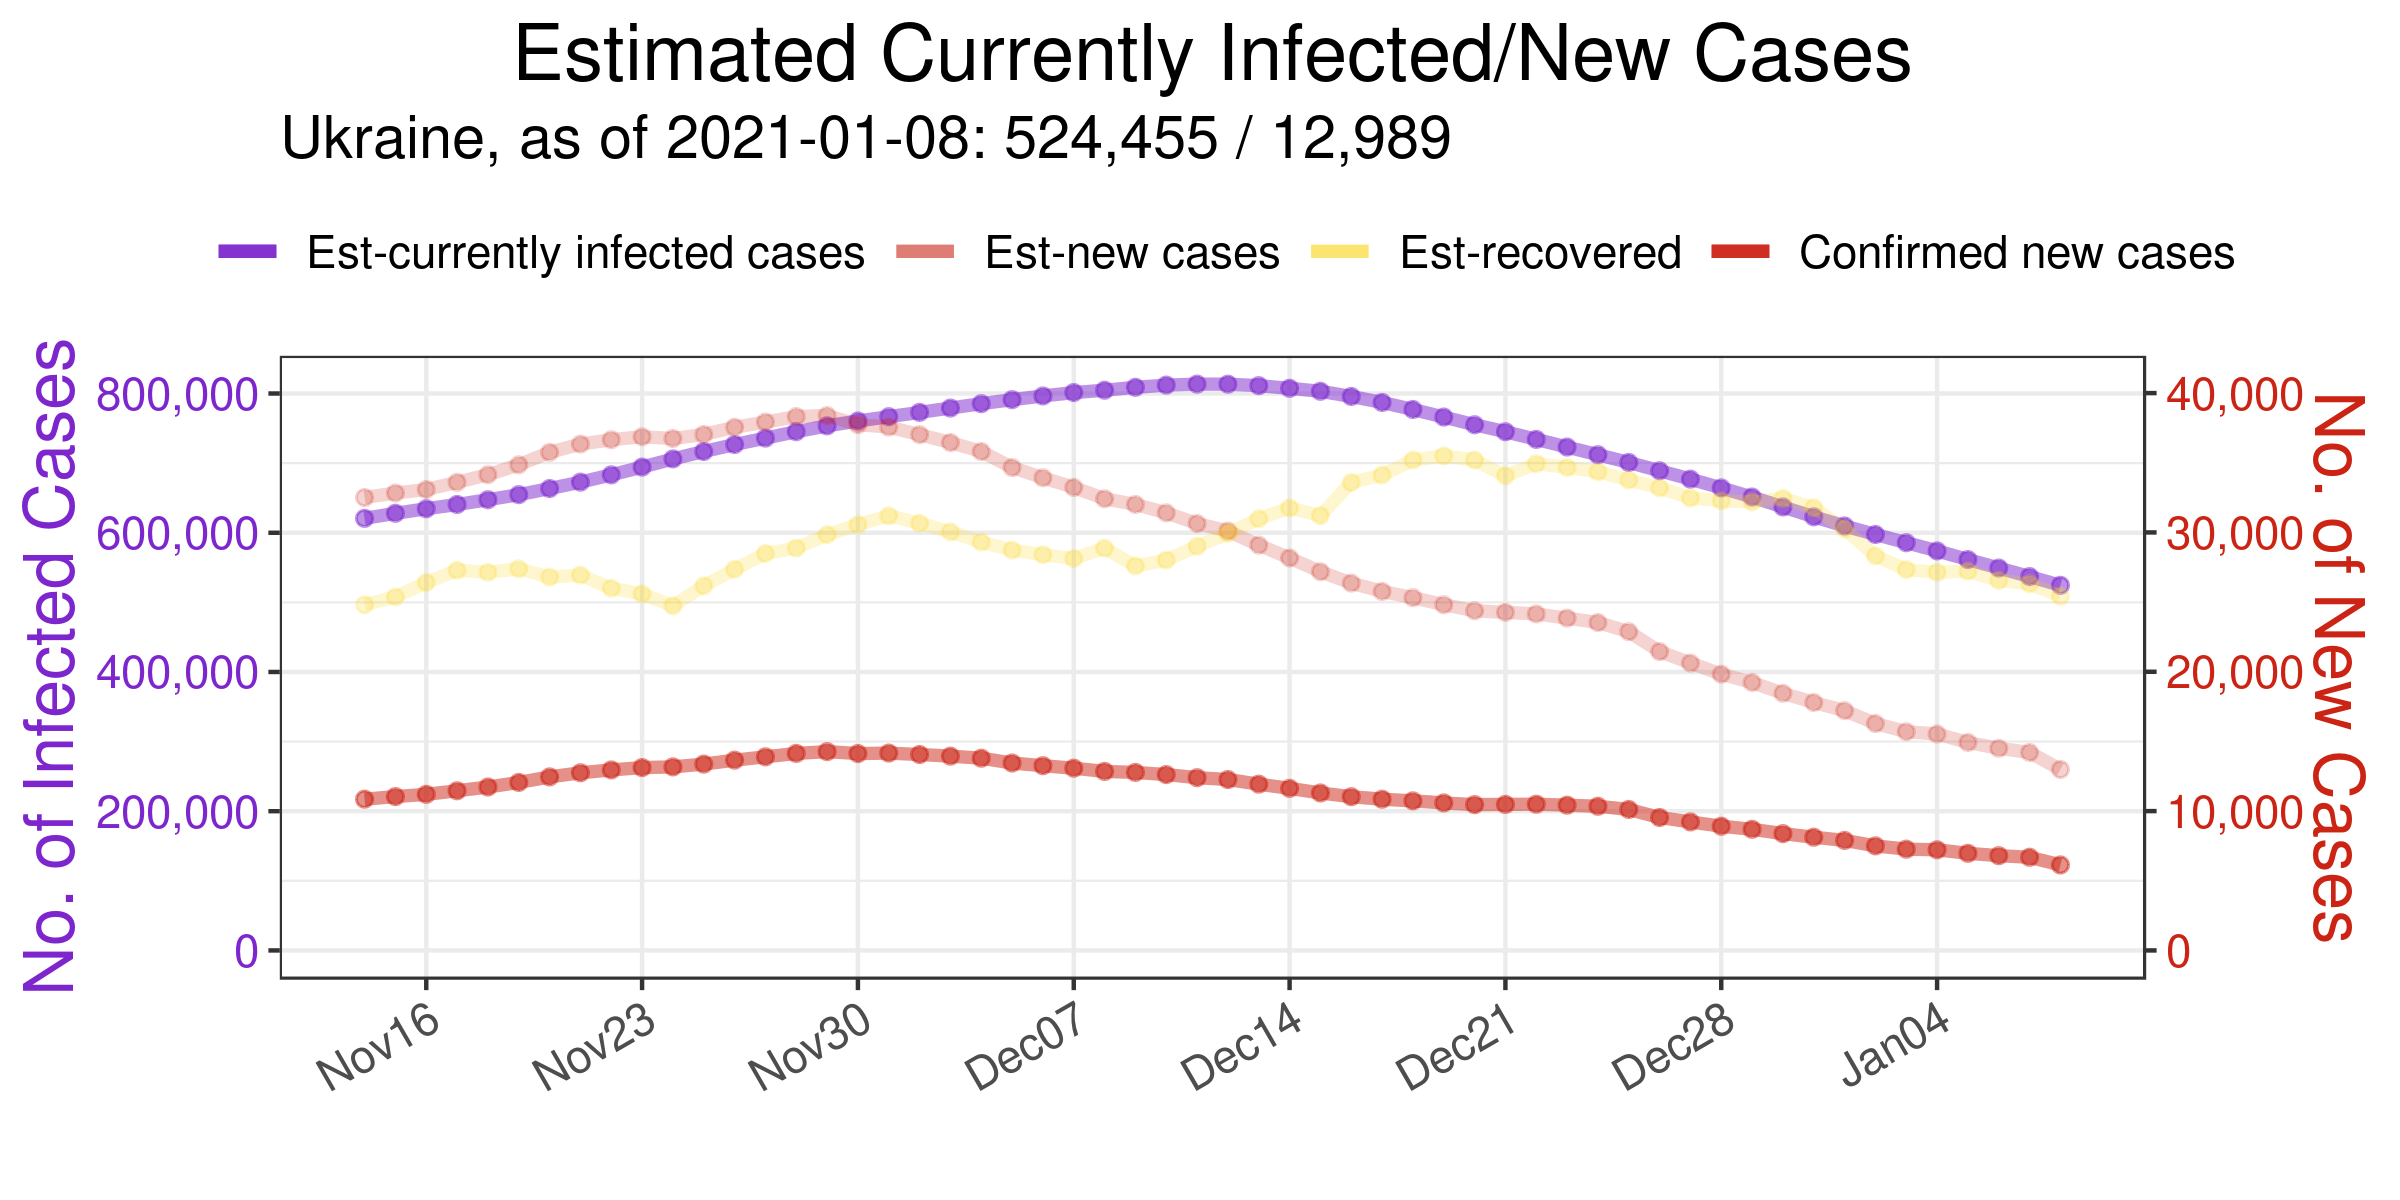 Estimated Currently Infected/New Cases
Ukraine, as of 2021-01-08: 524,455 / 12,989
Est-currently infected cases Est-new cases Est-recovered Confirmed new cases
No. of Infected Cases
800,000
600,000
400,000
200,000
0
40,000
30,000
20,000
10,000
0
No. of New Cases
Nov16 Nov23 Nov30 Dec07 Dec14 Dec21 Dec28 Jan04